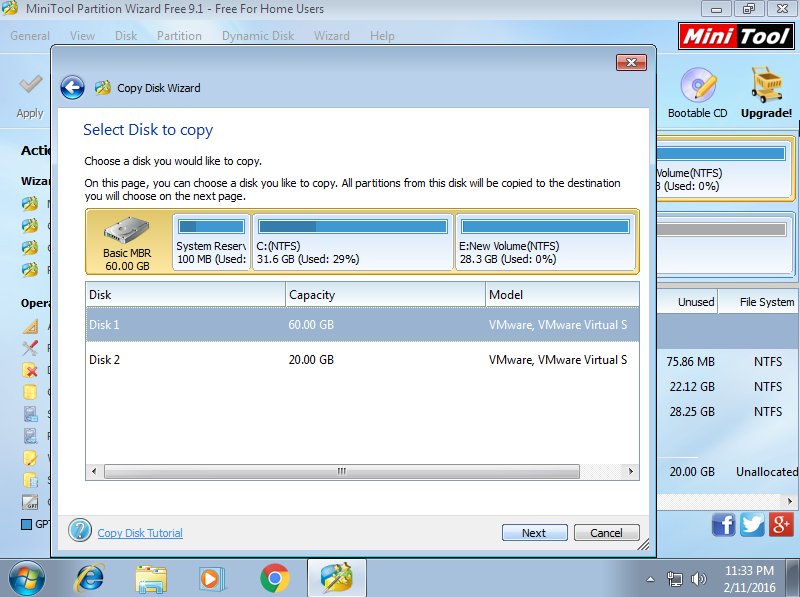 MiniTool Partition Wizard Free 9.1 - Free For Home Users
General View Disk Partition Dynamic Disk Wizard Help
Mini Tool
Apply
Bootable CD
Upgrade!
Copy Disk Wizard
Select Disk to copy
Choose a disk you would like to copy.
On this page, you can choose a disk you like to copy. All partitions from this disk will be copied to the destination
you will choose on the next page.
Basic MBR
60.00 GB
System Reserv
100 MB (Used:
C:(NTFS)
31.6 GB (Used: 29%)
E:New Volume(NTFS)
28.3 GB (Used: 0%)
Disk Capacity Model
Disk 1 60.00 GB VMware, VMware Virtual S
Disk 2 20.00 GB VMware, VMware Virtual S
Copy Disk Tutorial
Next
Cancel
Volume(NTFS)
(Used: 0%)
Unused File System
75.86 MB NTFS
22.12 GB NTFS
28.25 GB NTFS
20.00 GB Unallocated
GPT
f
g+
11:33 PM
2/11/2016